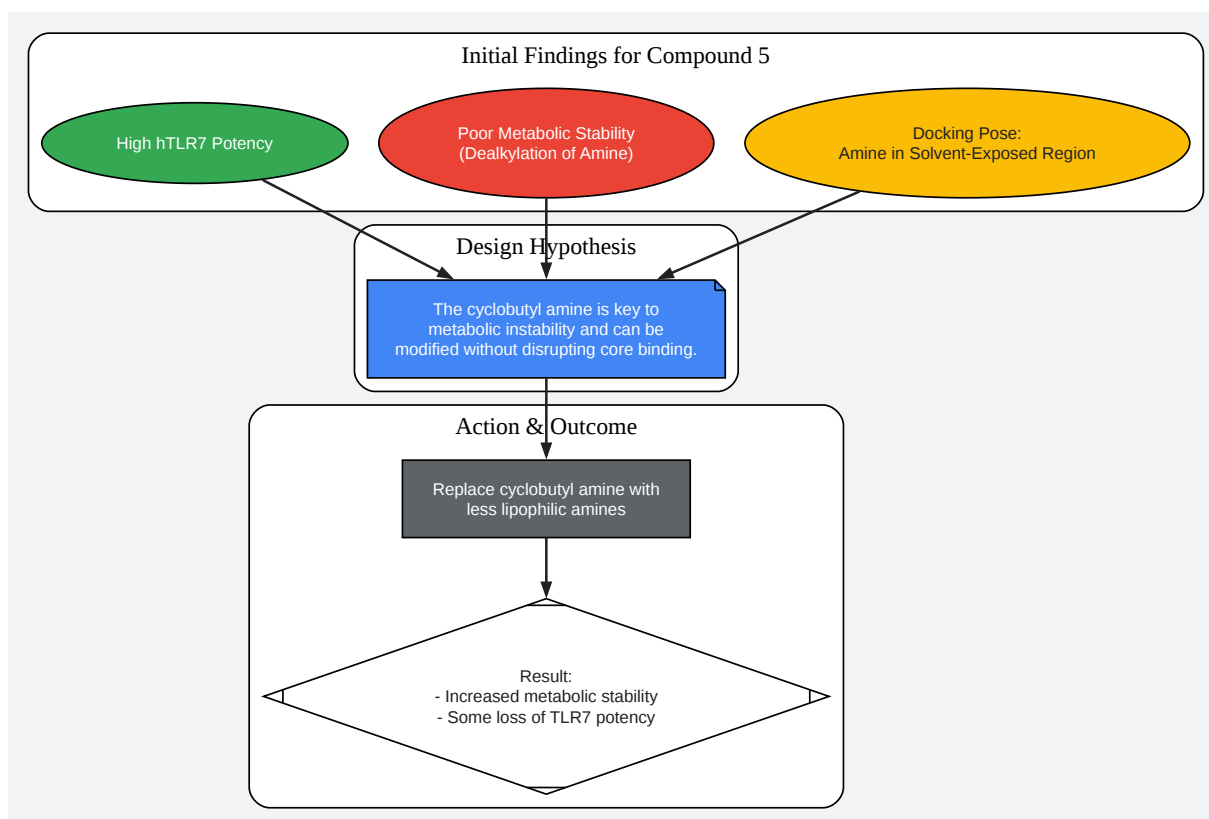 Initial Findings for Compound 5
High hTLR7 Potency
Poor Metabolic Stability
(Dealkylation of Amine)
Docking Pose:
Amine in Solvent-Exposed Region
Design Hypothesis
The cyclobutyl amine is key to
metabolic instability and can be
modified without disrupting core binding.
Action & Outcome
Replace cyclobutyl amine with
less lipophilic amines
Result:
- Increased metabolic stability
- Some loss of TLR7 potency